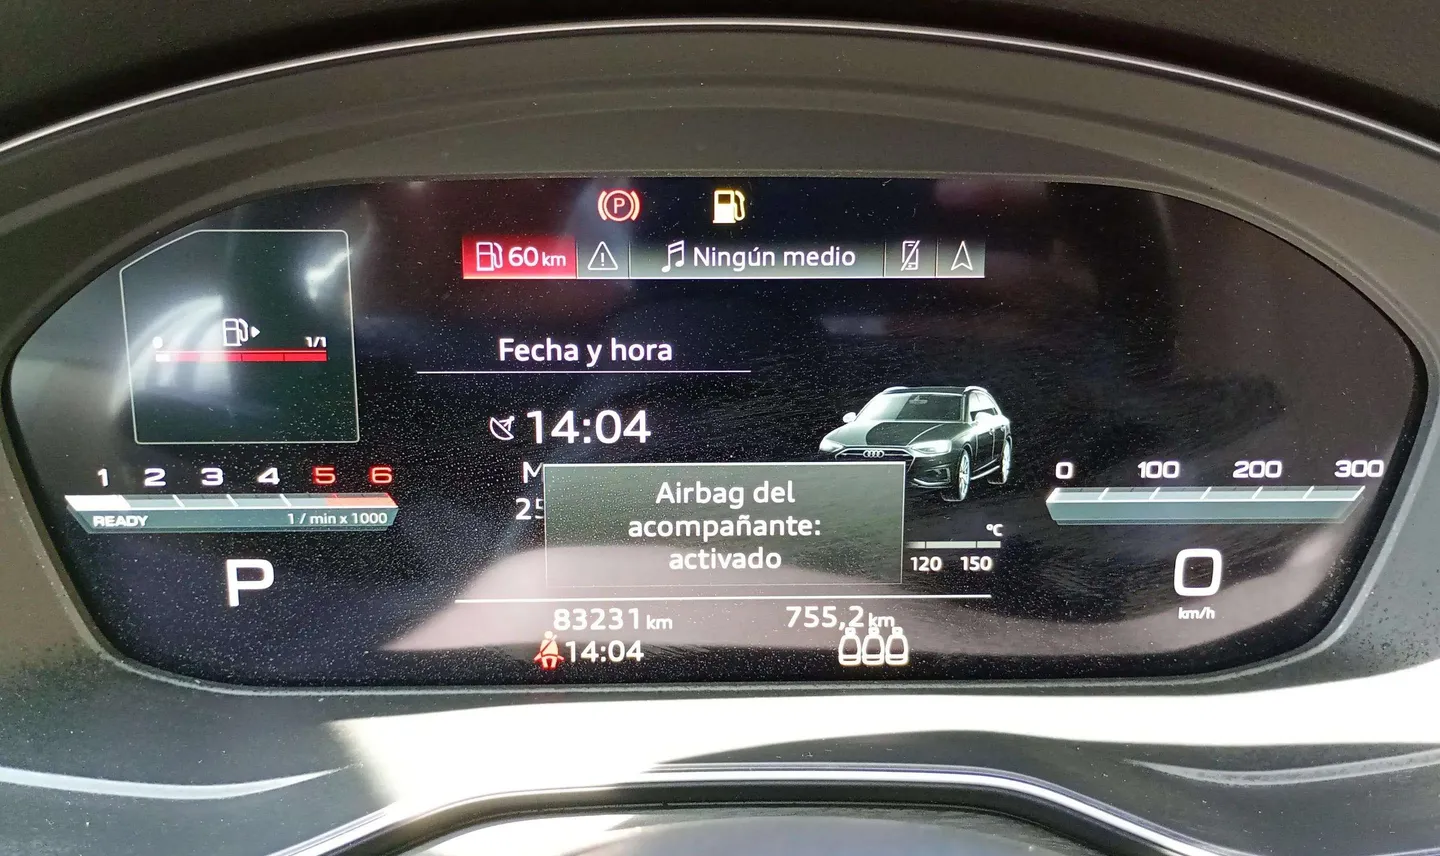 P
60 km
Ningún medio
0 1/1
Fecha y hora
14:04
M
25
Airbag del
acompañante:
activado
1 2 3 4 5 6
READY 1 / min x 1000
P
0 100 200 300
0
km/h
°C
120 150
83231 km 755,2 km
14:04